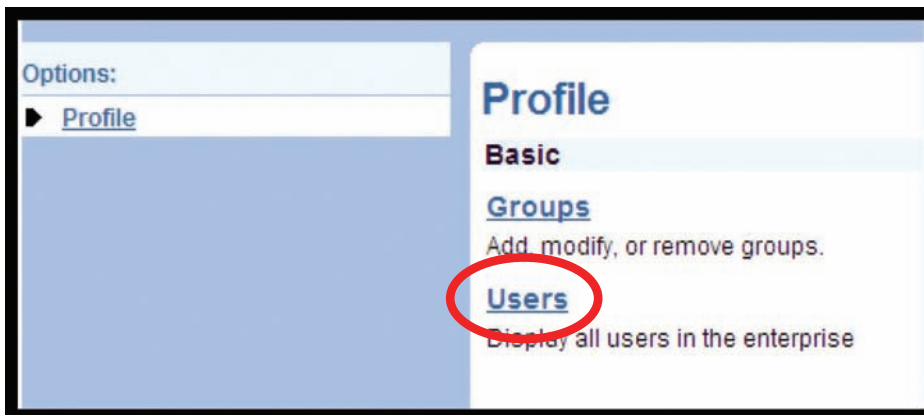 Options:
Profile
Profile
Basic
Groups
Add, modify, or remove groups.
Users
Display all users in the enterprise